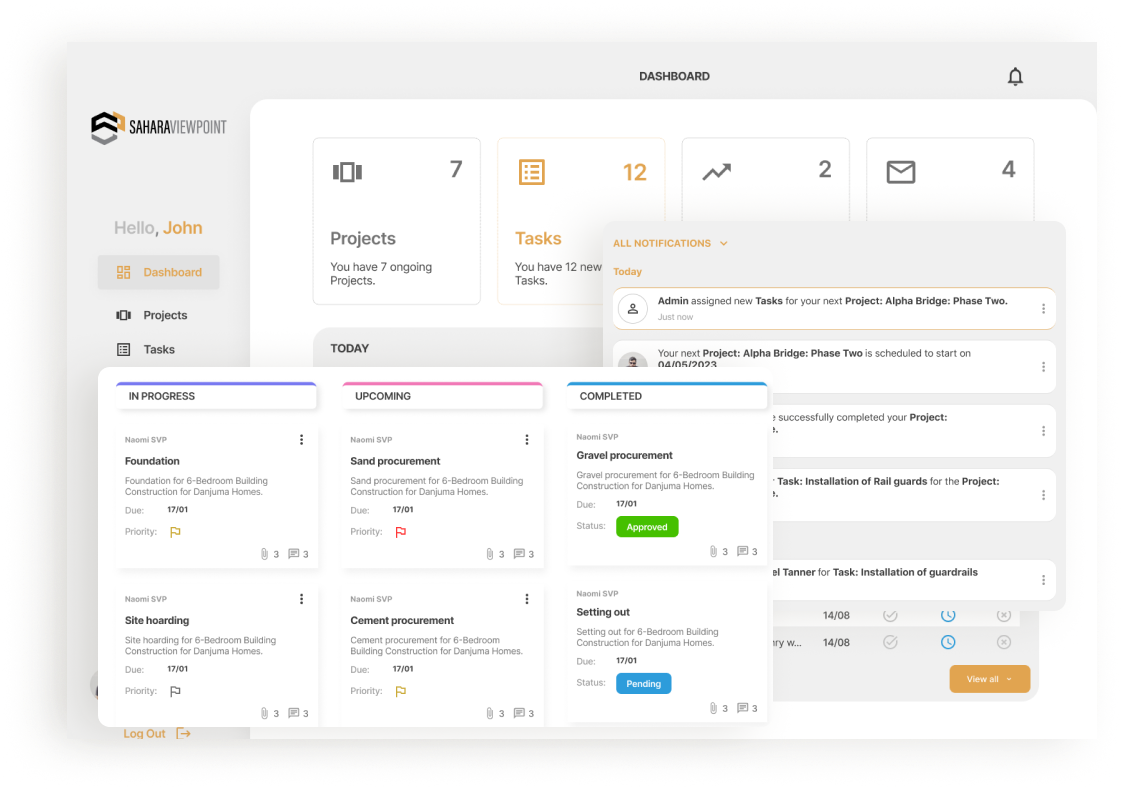 DASHBOARD
SAHARAVIEWPOINT
Hello, John
Dashboard
Projects
Tasks
Log Out
7
Projects
You have 7 ongoing
Projects.
12
Tasks
You have 12 new
Tasks.
2
4
TODAY
ALL NOTIFICATIONS
Today
Admin assigned new Tasks for your next Project: Alpha Bridge: Phase Two.
Just now
Your next Project: Alpha Bridge: Phase Two is scheduled to start on
04/05/2023
successfully completed your Project:
Task: Installation of Rail guards for the Project:
Tanner for Task: Installation of guardrails
14/08
14/08
View all
IN PROGRESS
Naomi SVP
Foundation
Foundation for 6-Bedroom Building
Construction for Danjuma Homes.
Due: 17/01
Priority:
3 3
Naomi SVP
Site hoarding
Site hoarding for 6-Bedroom Building
Construction for Danjuma Homes.
Due: 17/01
Priority:
3 3
UPCOMING
Naomi SVP
Sand procurement
Sand procurement for 6-Bedroom Building
Construction for Danjuma Homes.
Due: 17/01
Priority:
3 3
Naomi SVP
Cement procurement
Cement procurement for 6-Bedroom
Building Construction for Danjuma Homes.
Due: 17/01
Priority:
3 3
COMPLETED
Naomi SVP
Gravel procurement
Gravel procurement for 6-Bedroom Building
Construction for Danjuma Homes.
Due: 17/01
Status: Approved
3 3
Naomi SVP
Setting out
Setting out for 6-Bedroom Building
Construction for Danjuma Homes.
Due: 17/01
Status: Pending
3 3